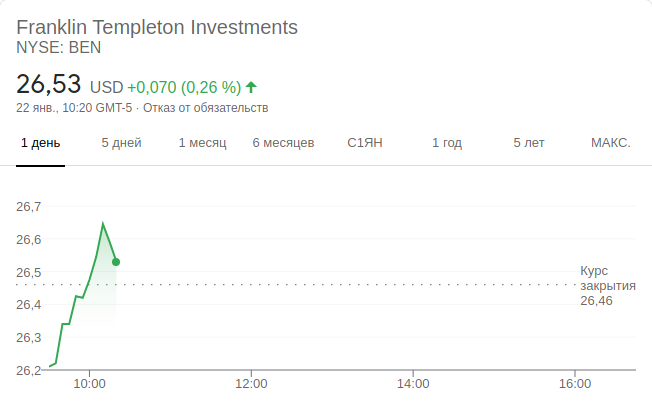 Franklin Templeton Investments
NYSE: BEN
26,53 USD +0,070 (0,26 %)
22 янв., 10:20 GMT-5 · Отказ от обязательств
1 день 5 дней 1 месяц 6 месяцев С1ЯН 1 год 5 лет МАКС.
26,7
26,6
26,5
26,4
26,3
26,2
Курс
закрытия
26,46
10:00 12:00 14:00 16:00